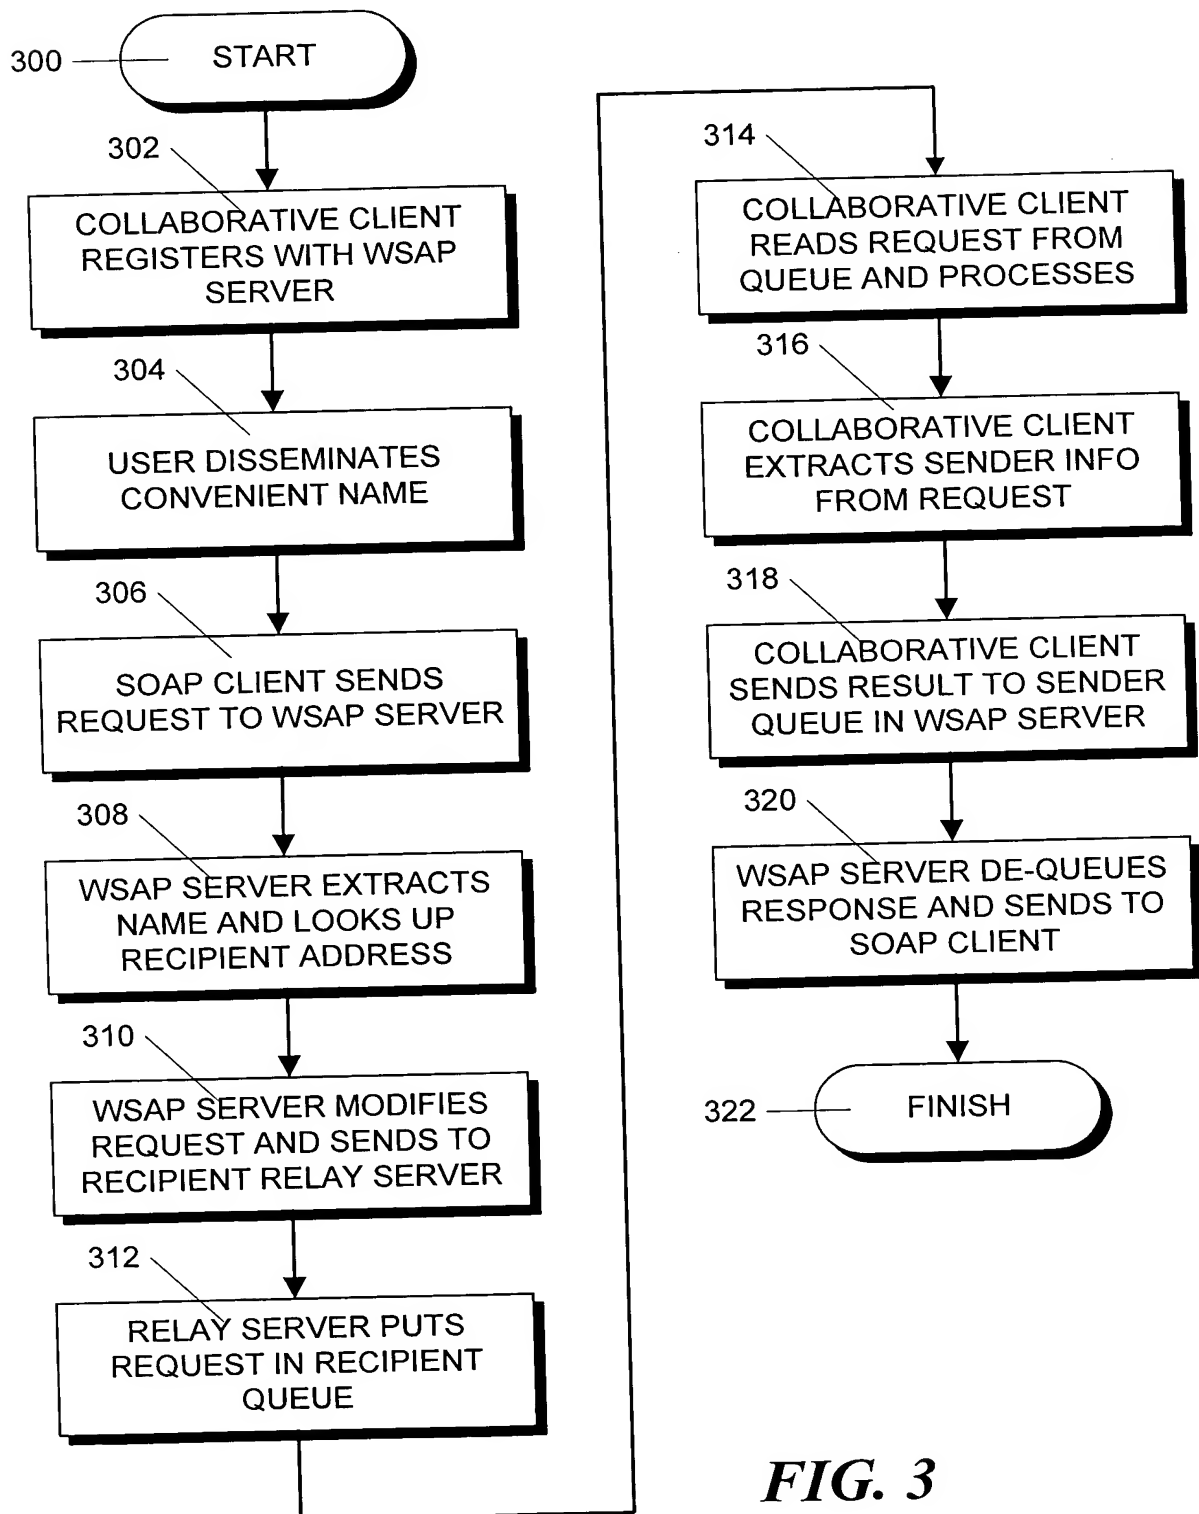 300
START
302
COLLABORATIVE CLIENT
REGISTERS WITH WSAP
SERVER
304
USER DISSEMINATES
CONVENIENT NAME
306
SOAP CLIENT SENDS
REQUEST TO WSAP SERVER
308
WSAP SERVER EXTRACTS
NAME AND LOOKS UP
RECIPIENT ADDRESS
310
WSAP SERVER MODIFIES
REQUEST AND SENDS TO
RECIPIENT RELAY SERVER
312
RELAY SERVER PUTS
REQUEST IN RECIPIENT
QUEUE
314
COLLABORATIVE CLIENT
READS REQUEST FROM
QUEUE AND PROCESSES
316
COLLABORATIVE CLIENT
EXTRACTS SENDER INFO
FROM REQUEST
318
COLLABORATIVE CLIENT
SENDS RESULT TO SENDER
QUEUE IN WSAP SERVER
320
WSAP SERVER DE-QUEUES
RESPONSE AND SENDS TO
SOAP CLIENT
322
FINISH
FIG. 3